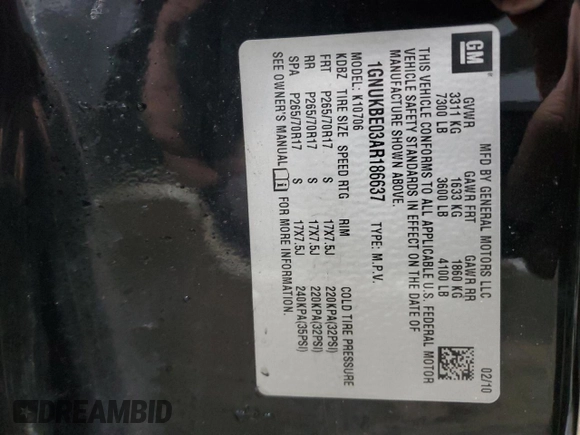 GM
MFD BY GENERAL MOTORS LLC 02/10
GVWR GAWR FRT GAWR RR
3311 KG 1633 KG 1860 KG
7300 LB 3600 LB 4100 LB
THIS VEHICLE CONFORMS TO ALL APPLICABLE U.S. FEDERAL MOTOR
VEHICLE SAFETY STANDARDS IN EFFECT ON THE DATE OF
MANUFACTURE SHOWN ABOVE.
1GNUKBE03AR186637 TYPE: M.P.V.
MODEL: K10706
KDBZ TIRE SIZE SPEED RTG RIM COLD TIRE PRESSURE
FRT P265/70R17 S 17X7.5J 220KPA(32PSI)
RR P265/70R17 S 17X7.5J 220KPA(32PSI)
SPA P265/70R17 S 17X7.5J 240KPA(35PSI)
SEE OWNER'S MANUAL FOR MORE INFORMATION.
DREAMBID